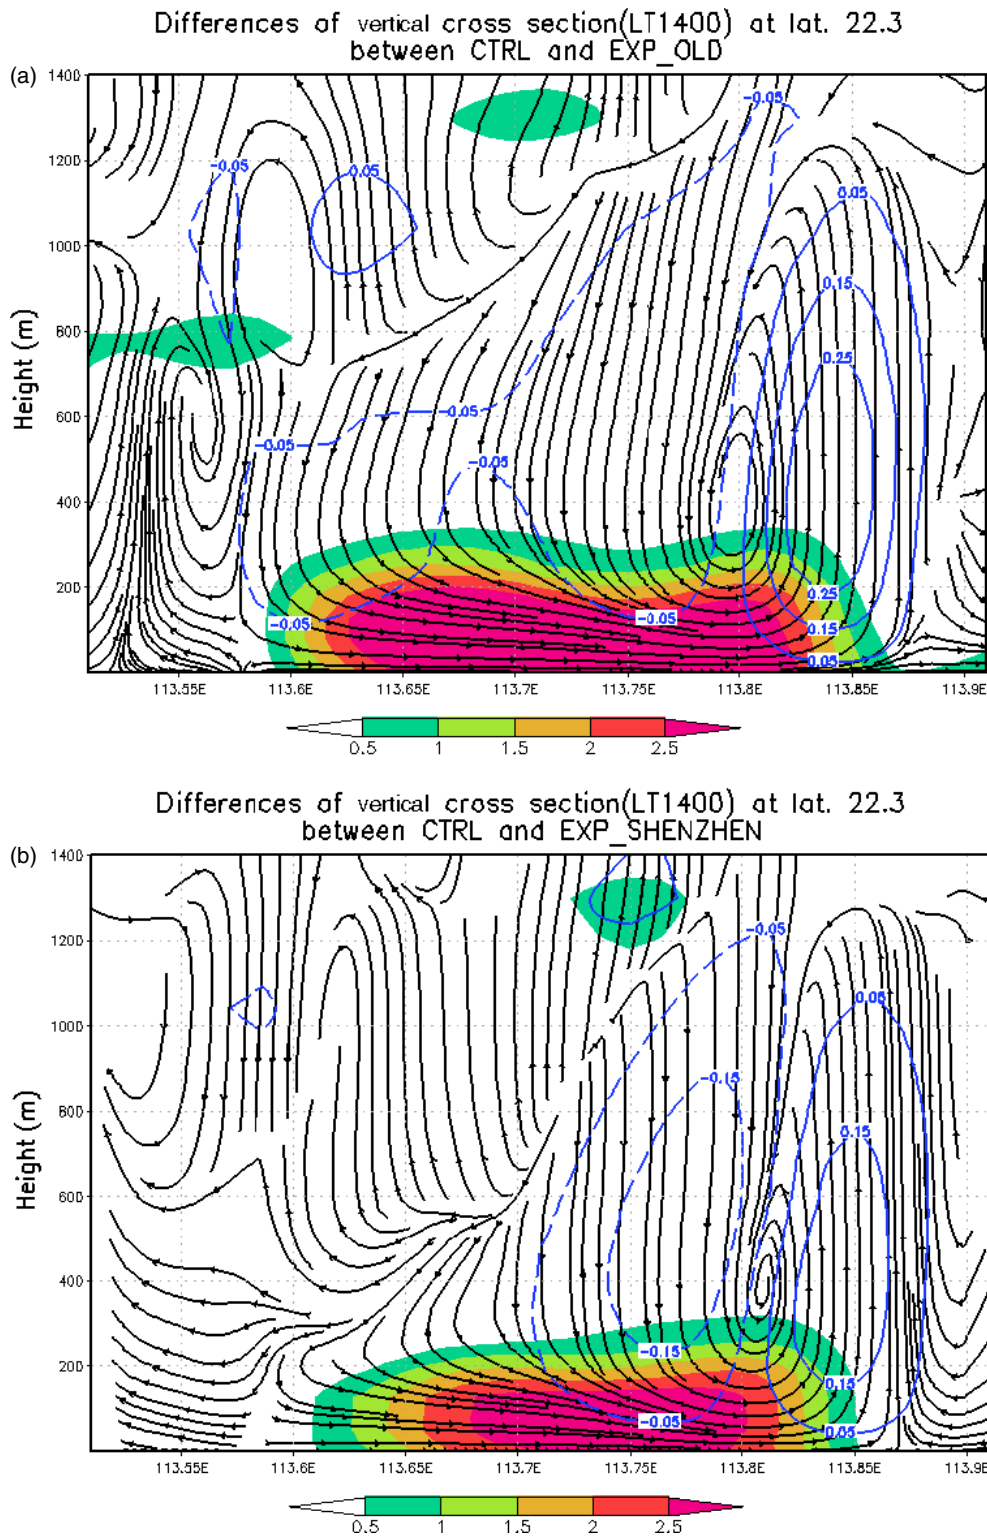 Differences of vertical cross section(LT1400) at lat. 22.3
between CTRL and EXP_OLD
(a)
1400
1200
1000
800
600
400
200
Height (m)
-0.05
-0.05
0.05
0.05
0.15
0.25
-0.05
-0.05
-0.05
0.25
-0.05
-0.05
0.15
0.05
113.55E
113.6E
113.65E
113.7E
113.75E
113.8E
113.85E
113.9E
0.5
1
1.5
2
2.5
Differences of vertical cross section(LT1400) at lat. 22.3
between CTRL and EXP_SHENZHEN
(b)
1400
1200
1000
800
600
400
200
Height (m)
-0.05
0.05
-0.15
0.15
-0.15
0.15
-0.05
0.05
113.55E
113.6E
113.65E
113.7E
113.75E
113.8E
113.85E
113.9E
0.5
1
1.5
2
2.5